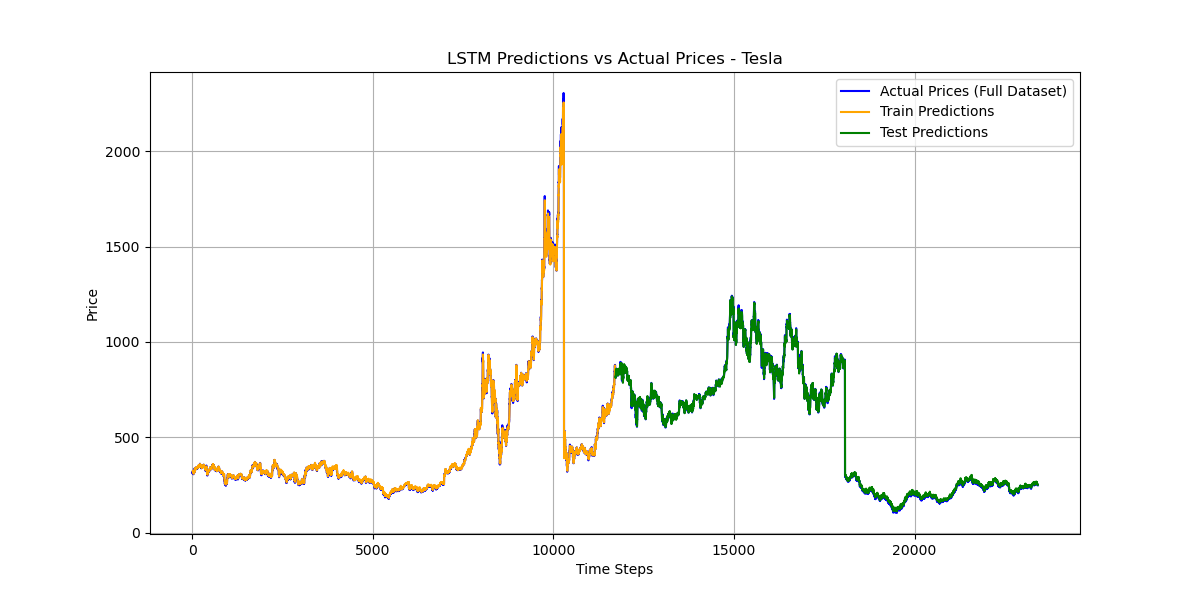 LSTM Predictions vs Actual Prices - Tesla
Actual Prices (Full Dataset)
Train Predictions
Test Predictions
Price
2000
1500
1000
500
0
0
5000
10000
15000
20000
Time Steps